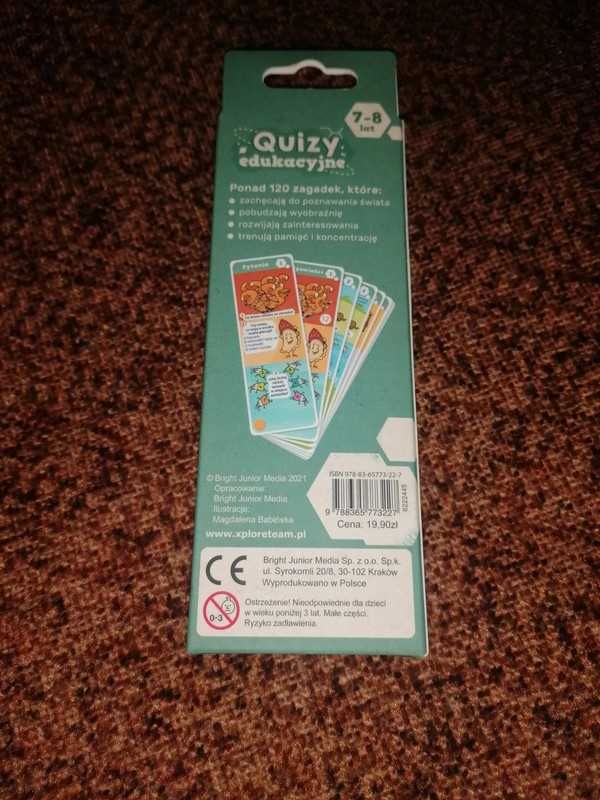 7-8
lat
Quizy
edukacyjne
Ponad 120 zagadek, które:
• zachęcają do poznawania świata
• pobudzają wyobraźnię
• rozwijają zainteresowania
• trenują pamięć i koncentrację
Pytania
© Bright Junior Media 2021
Opracowanie:
Bright Junior Media
Ilustracje:
Magdalena Babińska
www.xploreteam.pl
ISBN 978-83-65773-22-7
9 788365 773227
6222445
Cena: 19,90zł
CE
Bright Junior Media Sp. z o.o. Sp.k.
ul. Syrokomli 20/8, 30-102 Kraków
Wyprodukowano w Polsce
0-3
Ostrzeżenie! Nieodpowiednie dla dzieci
w wieku poniżej 3 lat. Małe części.
Ryzyko zadławienia.